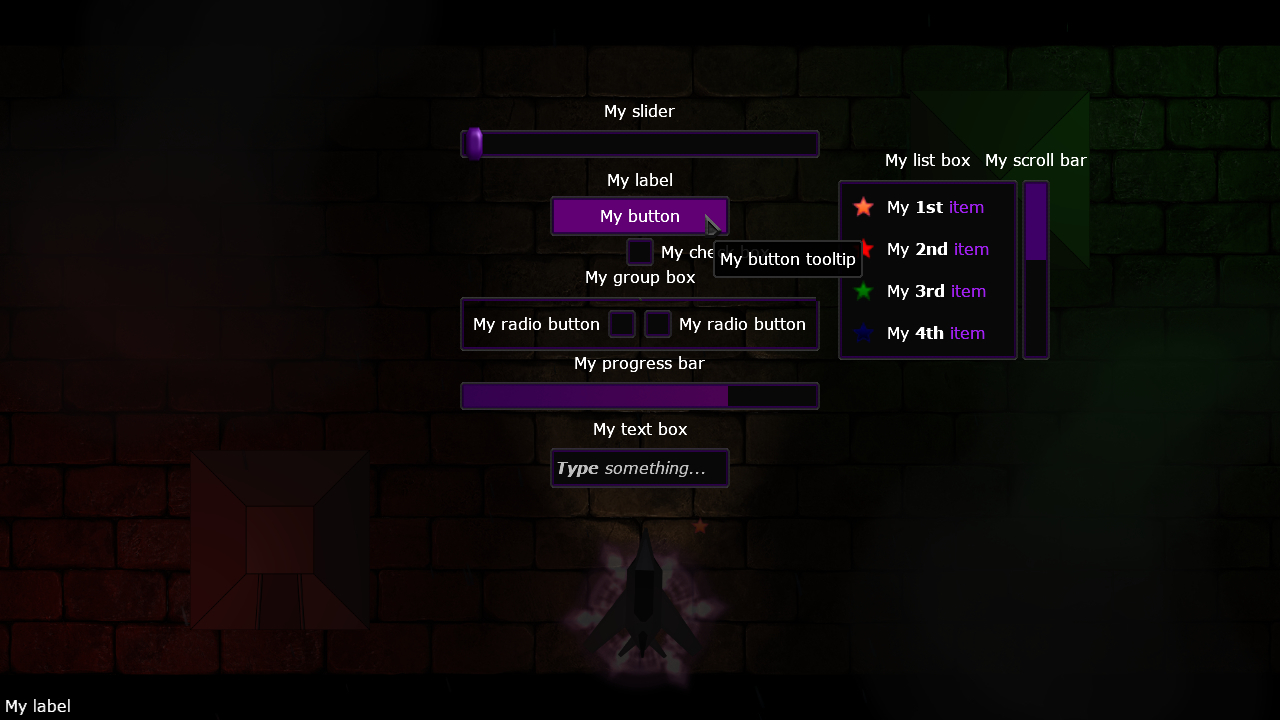 My slider
My list box
My scroll bar
My label
My 1st item
My button
My 2nd item
My button tooltip
My group box
My 3rd item
My radio button
My radio button
My 4th item
My progress bar
My text box
Type something...
My label